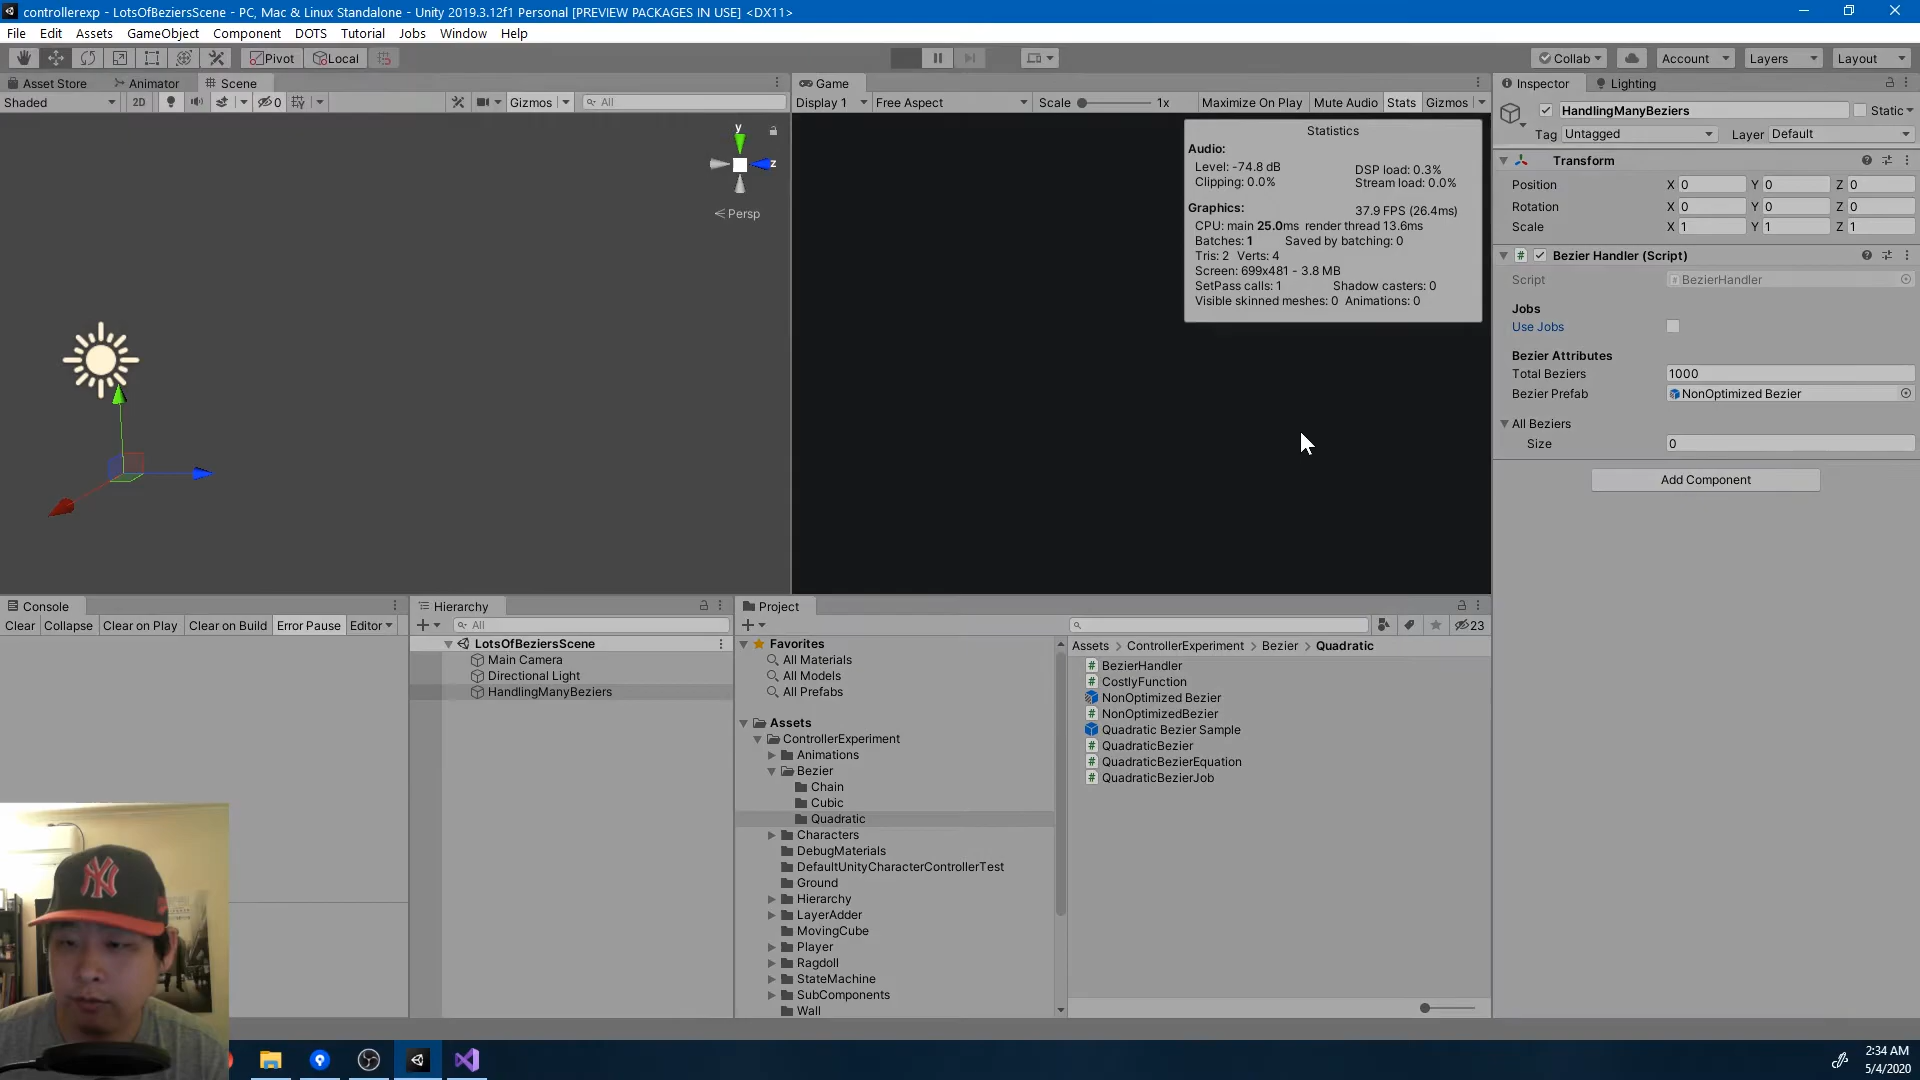 controllerexp - LotsOfBeziersScene - PC, Mac & Linux Standalone - Unity 2019.3.12f1 Personal [PREVIEW PACKAGES IN USE] <DX11>
File Edit Assets GameObject Component DOTS Tutorial Jobs Window Help
Pivot Local Collab Account Layers Layout
Asset Store Animator Scene
Shaded 2D 0 Gizmos All
y
z
Persp
Game
Display 1 Free Aspect Scale 1x Maximize On Play Mute Audio Stats Gizmos
Statistics
Audio:
Level: -74.8 dB DSP load: 0.3%
Clipping: 0.0% Stream load: 0.0%
Graphics: 37.9 FPS (26.4ms)
CPU: main 25.0ms render thread 13.6ms
Batches: 1 Saved by batching: 0
Tris: 2 Verts: 4
Screen: 699x481 - 3.8 MB
SetPass calls: 1 Shadow casters: 0
Visible skinned meshes: 0 Animations: 0
Inspector Lighting
HandlingManyBeziers Static
Tag Untagged Layer Default
Transform
Position X 0 Y 0 Z 0
Rotation X 0 Y 0 Z 0
Scale X 1 Y 1 Z 1
# Bezier Handler (Script)
Script BezierHandler
Jobs
Use Jobs
Bezier Attributes
Total Beziers 1000
Bezier Prefab NonOptimized Bezier
All Beziers
Size 0
Add Component
Console
Clear Collapse Clear on Play Clear on Build Error Pause Editor
Hierarchy
+ All
LotsOfBeziersScene
Main Camera
Directional Light
HandlingManyBeziers
Project
+ 23
Favorites
All Materials
All Models
All Prefabs
Assets
ControllerExperiment
Animations
Bezier
Chain
Cubic
Quadratic
Characters
DebugMaterials
DefaultUnityCharacterControllerTest
Ground
Hierarchy
LayerAdder
MovingCube
Player
Ragdoll
StateMachine
SubComponents
Wall
Assets > ControllerExperiment > Bezier > Quadratic
# BezierHandler
# CostlyFunction
NonOptimized Bezier
# NonOptimizedBezier
Quadratic Bezier Sample
# QuadraticBezier
# QuadraticBezierEquation
# QuadraticBezierJob
NY
2:34 AM
5/4/2020